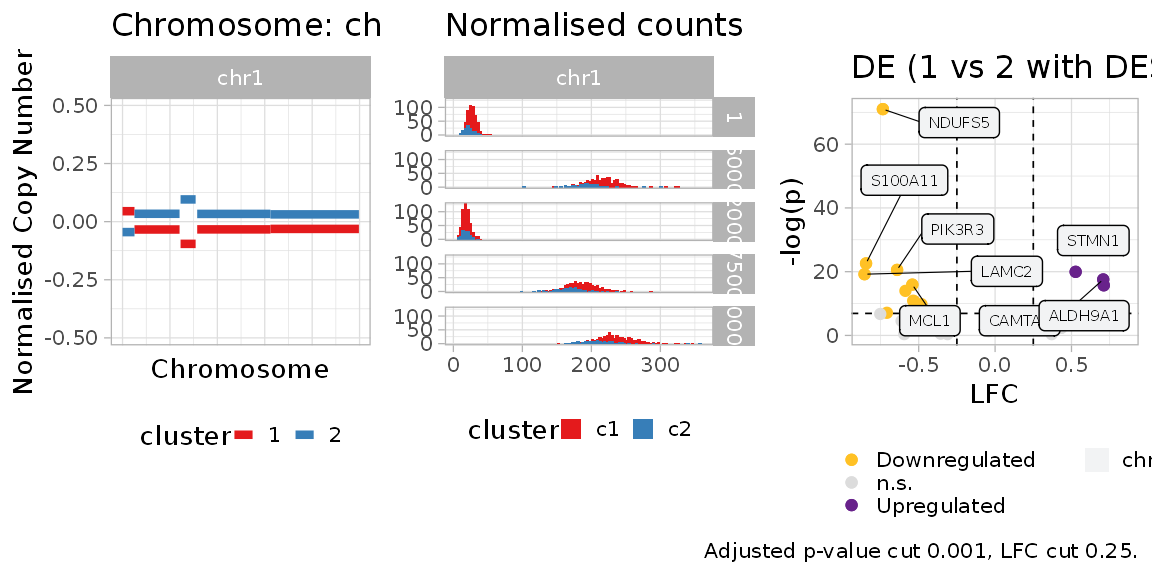 Chromosome: ch
chr1
Normalised Copy Number
0.50
0.25
0.00
-0.25
-0.50
Chromosome
cluster 1 2
Normalised counts
chr1
100
50
0
1
100
50
0
100
50
0
100
50
0
100
50
0
0 100 200 300
cluster c1 c2
DE (1 vs 2 with DES
-log(p)
60
40
20
0
NDUFS5
S100A11
PIK3R3
STMN1
LAMC2
MCL1
CAMTA
ALDH9A1
-0.5 0.0 0.5
LFC
Downregulated
n.s.
Upregulated
chr
Adjusted p-value cut 0.001, LFC cut 0.25.